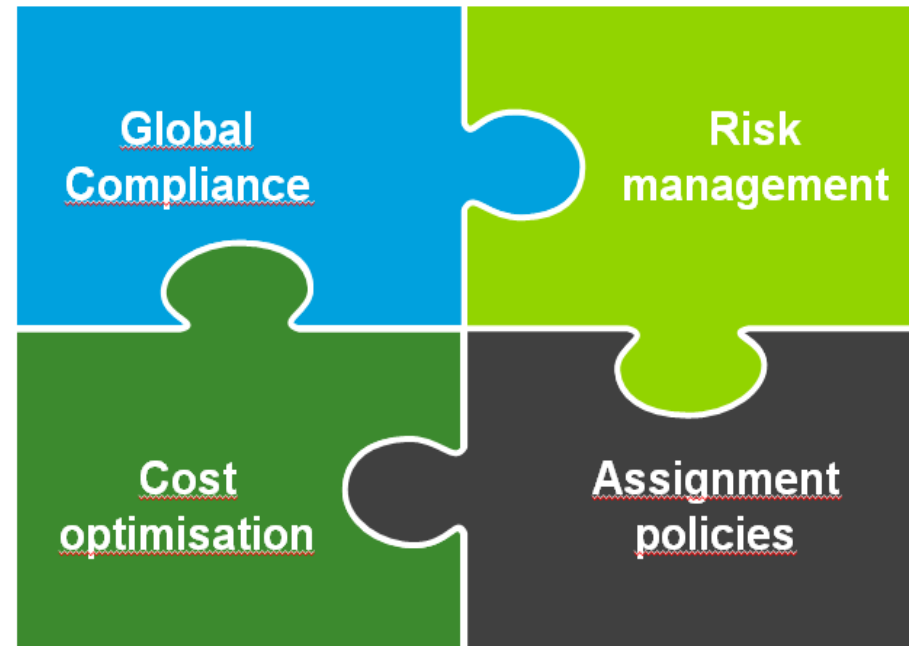 Global
Compliance
Risk
management
Cost
optimisation
Assignment
policies